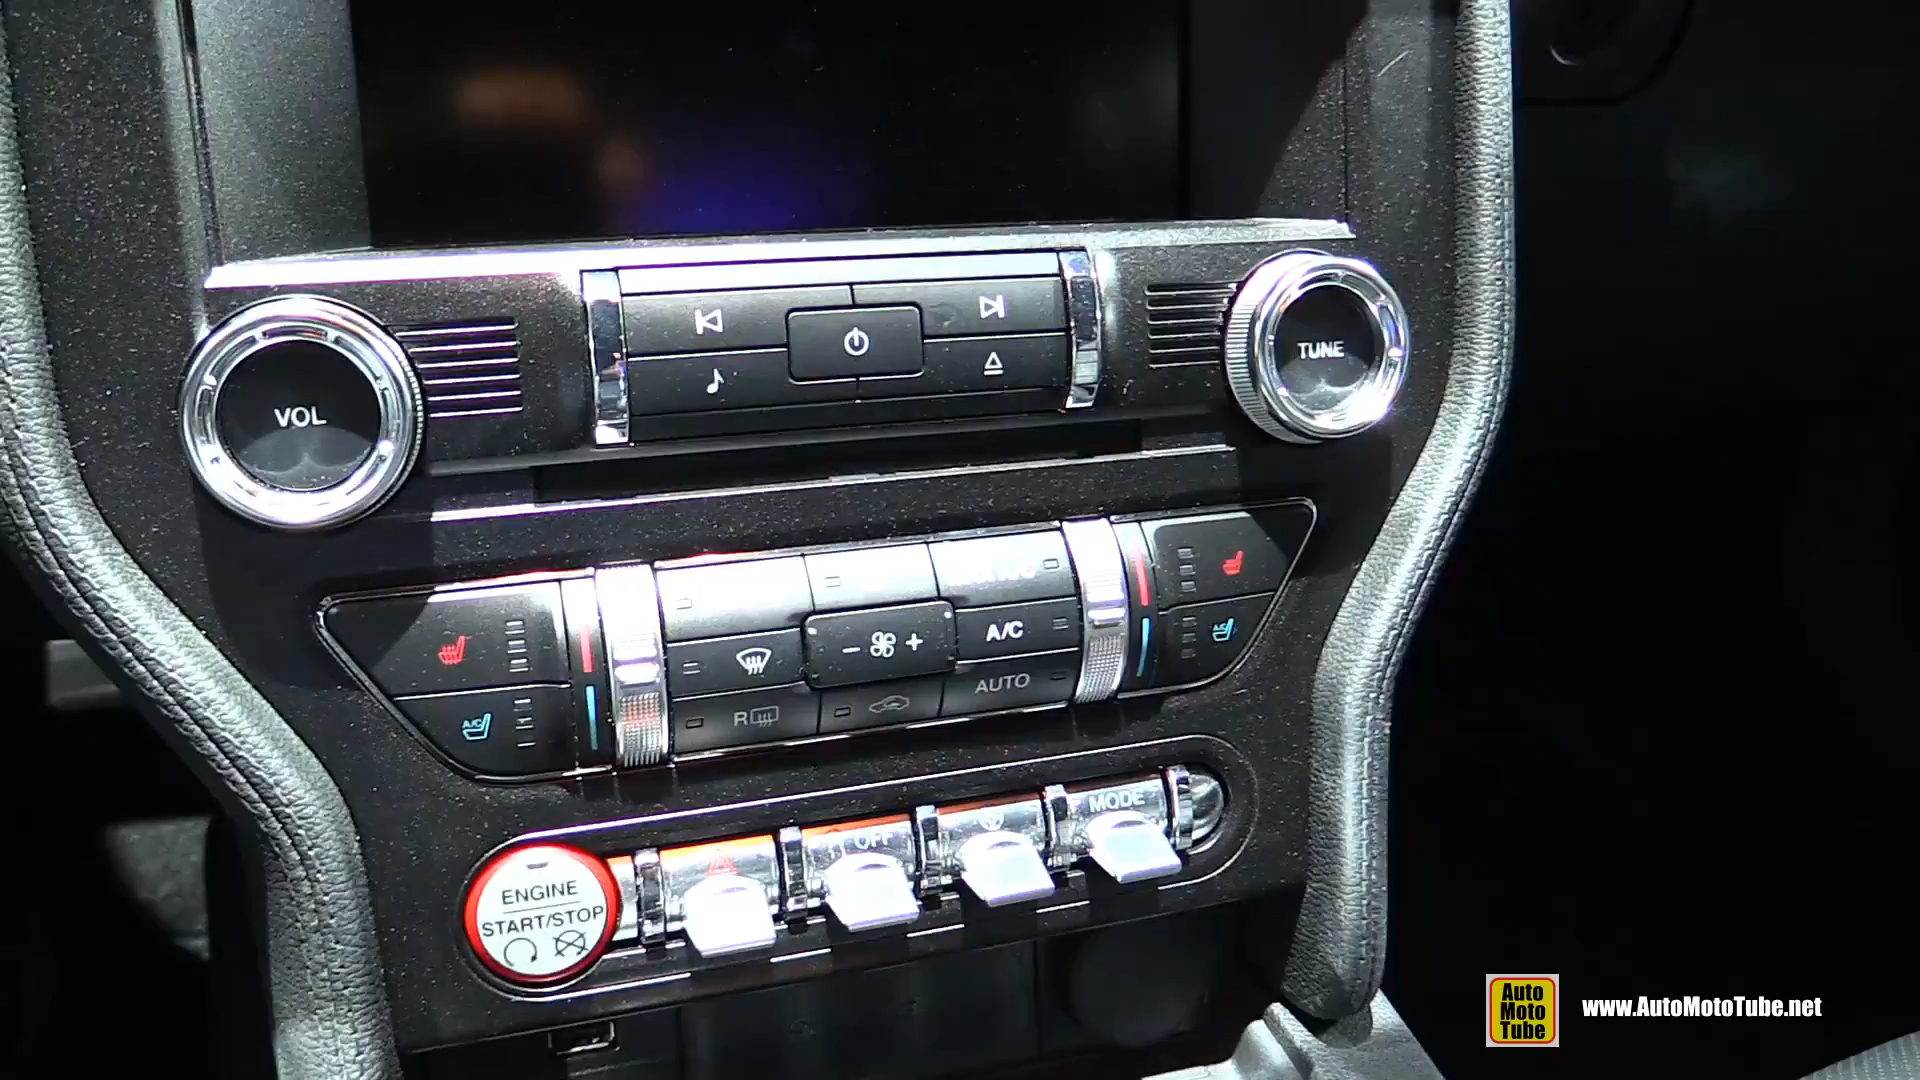 VOL
TUNE
A/C
AUTO
R
A/C
A/C
OFF
MODE
ENGINE
START/STOP
Auto
Moto
Tube
www.AutoMotoTube.net